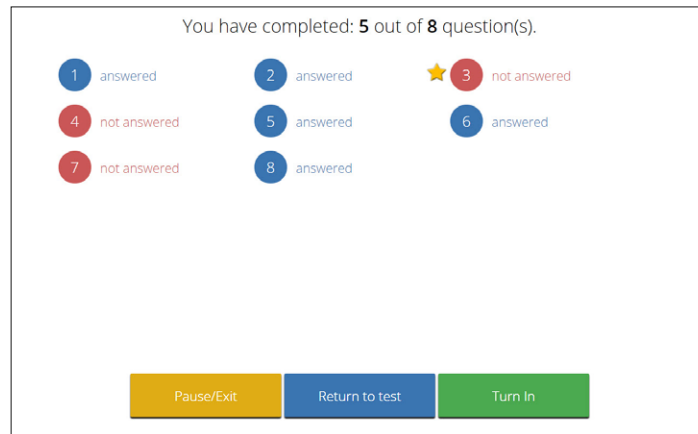 You have completed: 5 out of 8 question(s).
1 answered 2 answered 3 not answered
4 not answered 5 answered 6 answered
7 not answered 8 answered
Pause/Exit Return to test Turn In